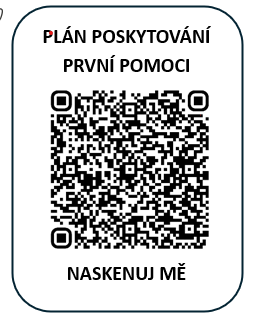 PLÁN POSKYTOVÁNÍ
PRVNÍ POMOCI
NASKENUJ MĚ